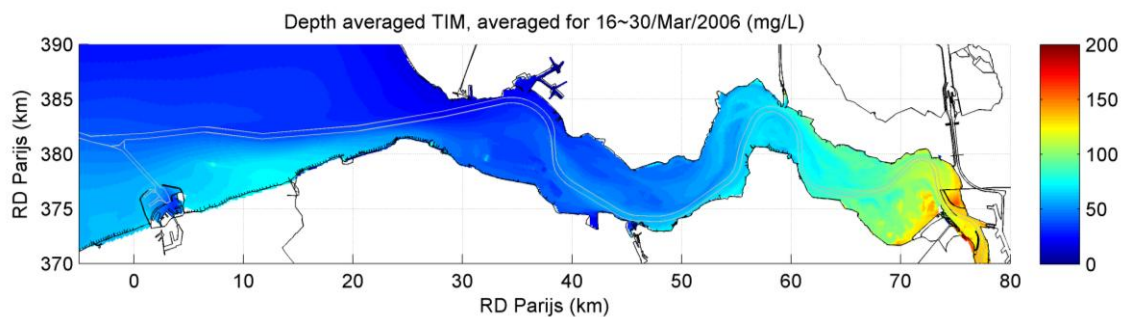 Depth averaged TIM, averaged for 16~30/Mar/2006 (mg/L)
RD Parijs (km)
390
385
380
375
370
0 10 20 30 40 50 60 70 80
RD Parijs (km)
200
150
100
50
0